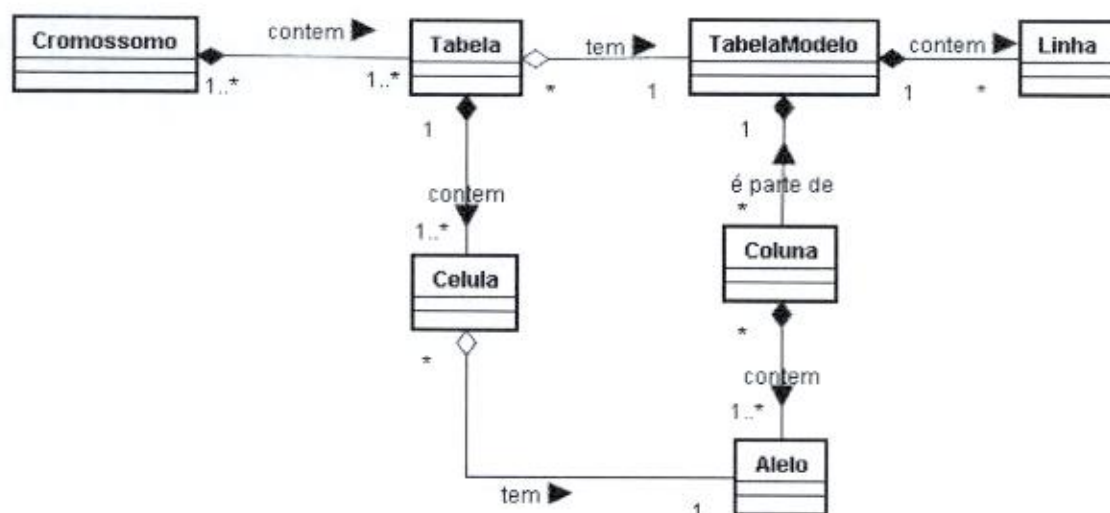 Cromossomo
contem
Tabela
tem
TabelaModelo
contem
Linha
1..*
1..*
*
1
1
*
1
1
contem
é parte de
1..*
*
Celula
Coluna
*
*
contem
1..*
Alelo
tem
1